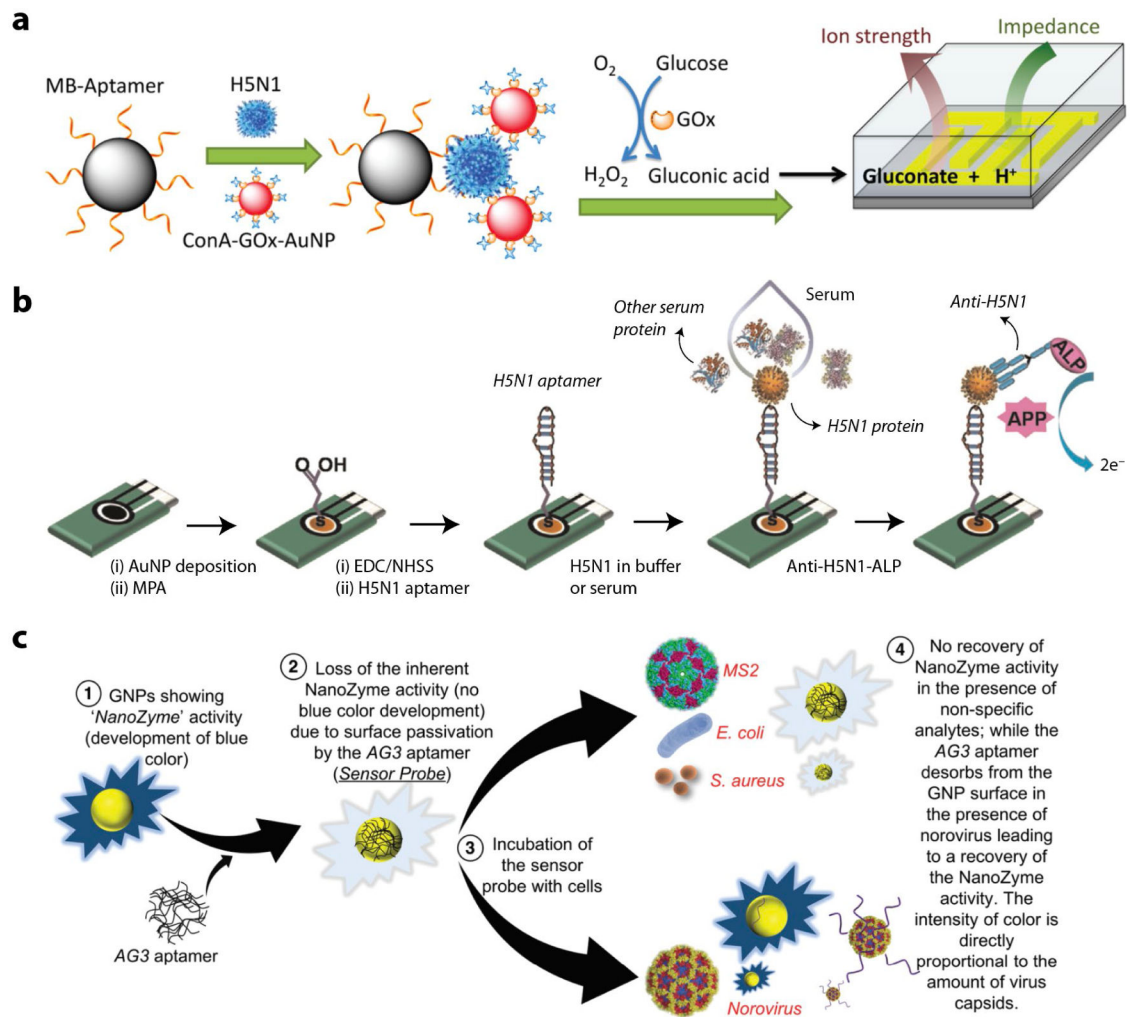 a
MB-Aptamer
H5N1
ConA-GOx-AuNP
O2
Glucose
GOx
H2O2
Gluconic acid
Ion strength
Impedance
Gluconate + H+
b
Other serum
protein
Serum
Anti-H5N1
ALP
H5N1 aptamer
H5N1 protein
APP
2e–
O
OH
S
S
S
S
(i) AuNP deposition
(ii) MPA
(i) EDC/NHSS
(ii) H5N1 aptamer
H5N1 in buffer
or serum
Anti-H5N1-ALP
c
1
GNPs showing
‘NanoZyme’ activity
(development of blue
color)
AG3 aptamer
2
Loss of the inherent
NanoZyme activity (no
blue color development)
due to surface passivation
by the AG3 aptamer
(Sensor Probe)
3
Incubation of
the sensor
probe with cells
MS2
E. coli
S. aureus
Norovirus
4
No recovery of
NanoZyme activity
in the presence of
non-specific
analytes; while the
AG3 aptamer
desorbs from the
GNP surface in
the presence of
norovirus leading
to a recovery of
the NanoZyme
activity. The
intensity of color is
directly
proportional to the
amount of virus
capsids.